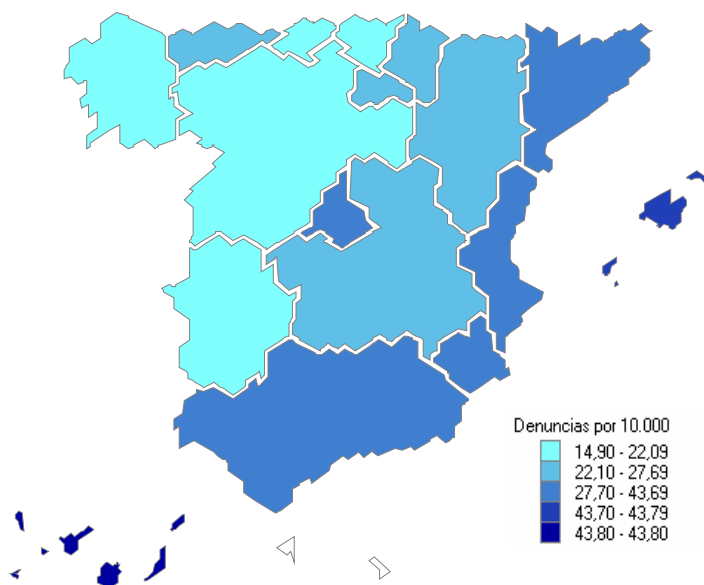 Denuncias por 10.000
14,90 - 22,09
22,10 - 27,69
27,70 - 43,69
43,70 - 43,79
43,80 - 43,80